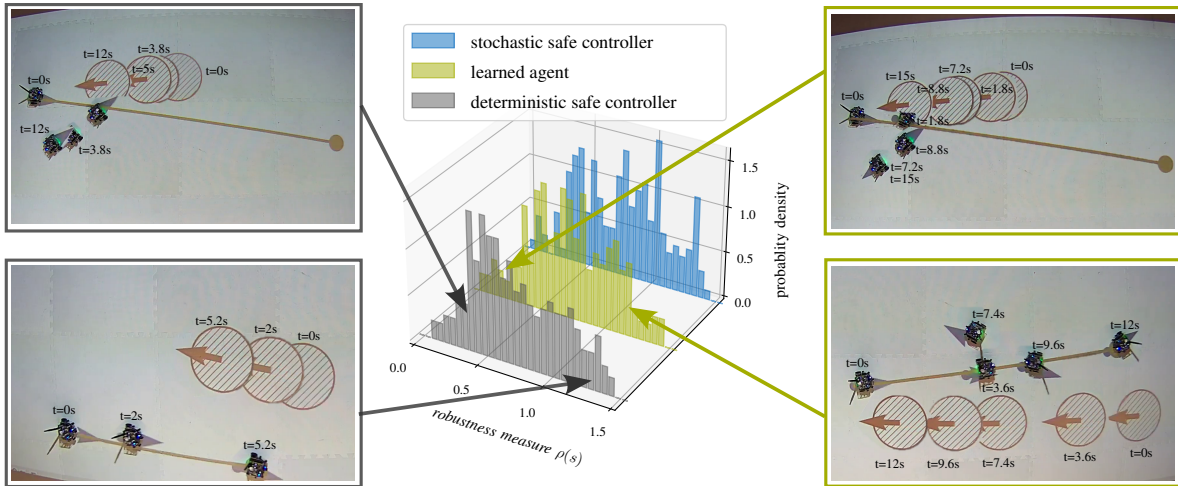 t=12s
t=3.8s
t=5s
t=0s
t=0s
t=12s
t=3.8s
stochastic safe controller
learned agent
deterministic safe controller
t=15s
t=7.2s
t=0s
t=8.8s
t=1.8s
t=0s
t=1.8s
t=8.8s
t=7.2s
t=15s
1.5
1.0
0.5
0.0
probablity density
0.0
0.5
1.0
1.5
robustness measure ρ(s)
t=5.2s
t=2s
t=0s
t=0s
t=2s
t=5.2s
t=7.4s
t=12s
t=9.6s
t=0s
t=3.6s
t=12s
t=9.6s
t=7.4s
t=3.6s
t=0s